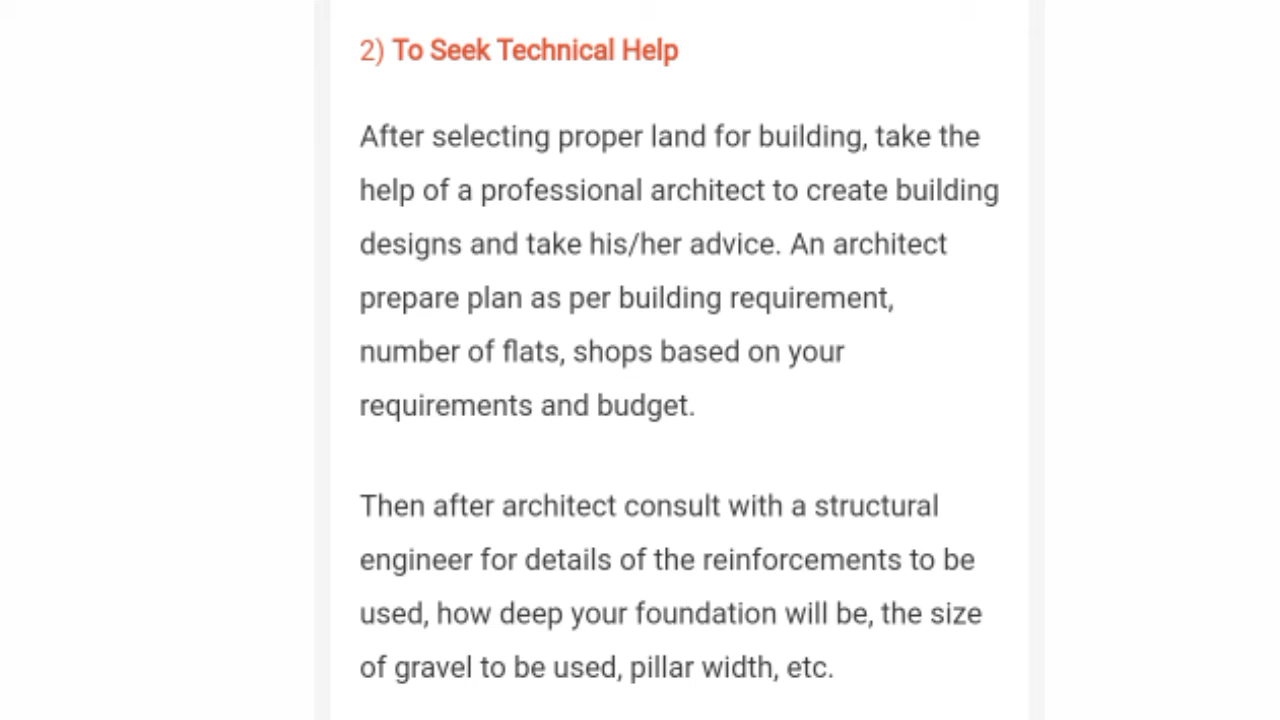 2) To Seek Technical Help
After selecting proper land for building, take the
help of a professional architect to create building
designs and take his/her advice. An architect
prepare plan as per building requirement,
number of flats, shops based on your
requirements and budget.
Then after architect consult with a structural
engineer for details of the reinforcements to be
used, how deep your foundation will be, the size
of gravel to be used, pillar width, etc.